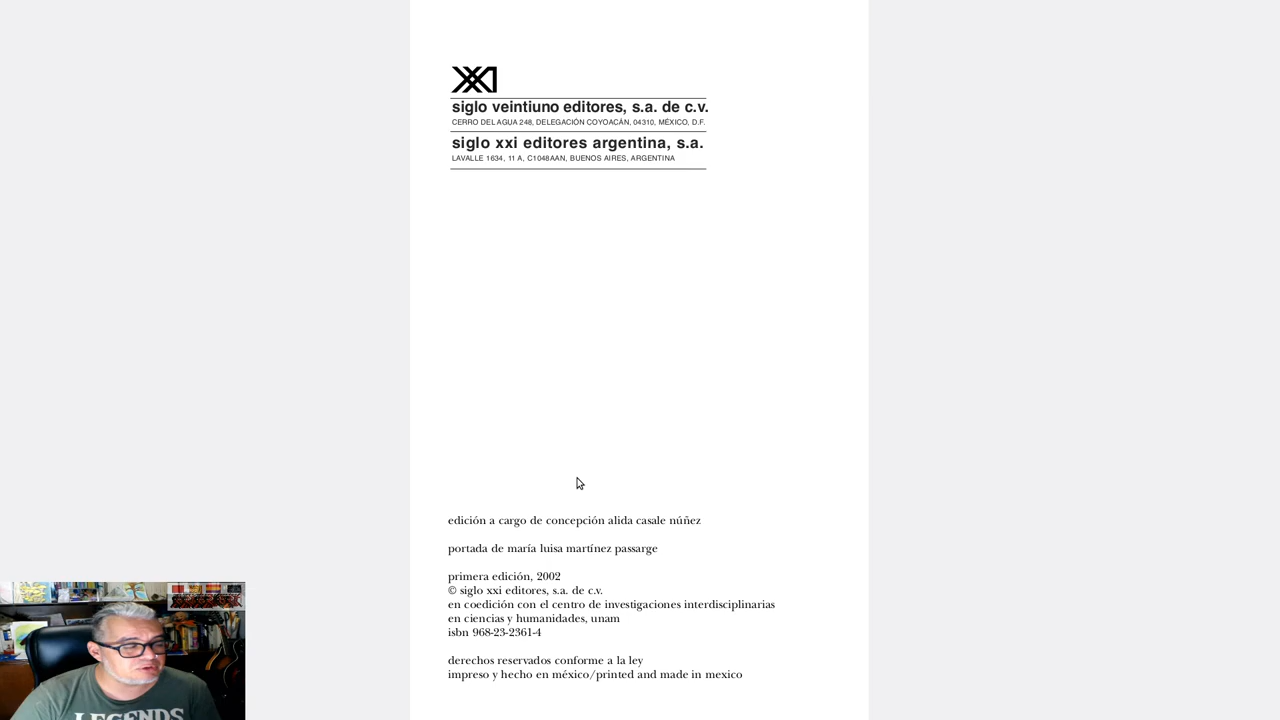 XXI
siglo veintiuno editores, s.a. de c.v.
CERRO DEL AGUA 248, DELEGACIÓN COYOACÁN, 04310, MÉXICO, D.F.
siglo xxi editores argentina, s.a.
LAVALLE 1634, 11 A, C1048AAN, BUENOS AIRES, ARGENTINA
edición a cargo de concepción alida casale núñez
portada de maría luisa martínez passarge
primera edición, 2002
© siglo xxi editores, s.a. de c.v.
en coedición con el centro de investigaciones interdisciplinarias
en ciencias y humanidades, unam
isbn 968-23-2361-4
derechos reservados conforme a la ley
impreso y hecho en méxico/printed and made in mexico
LEGENDS